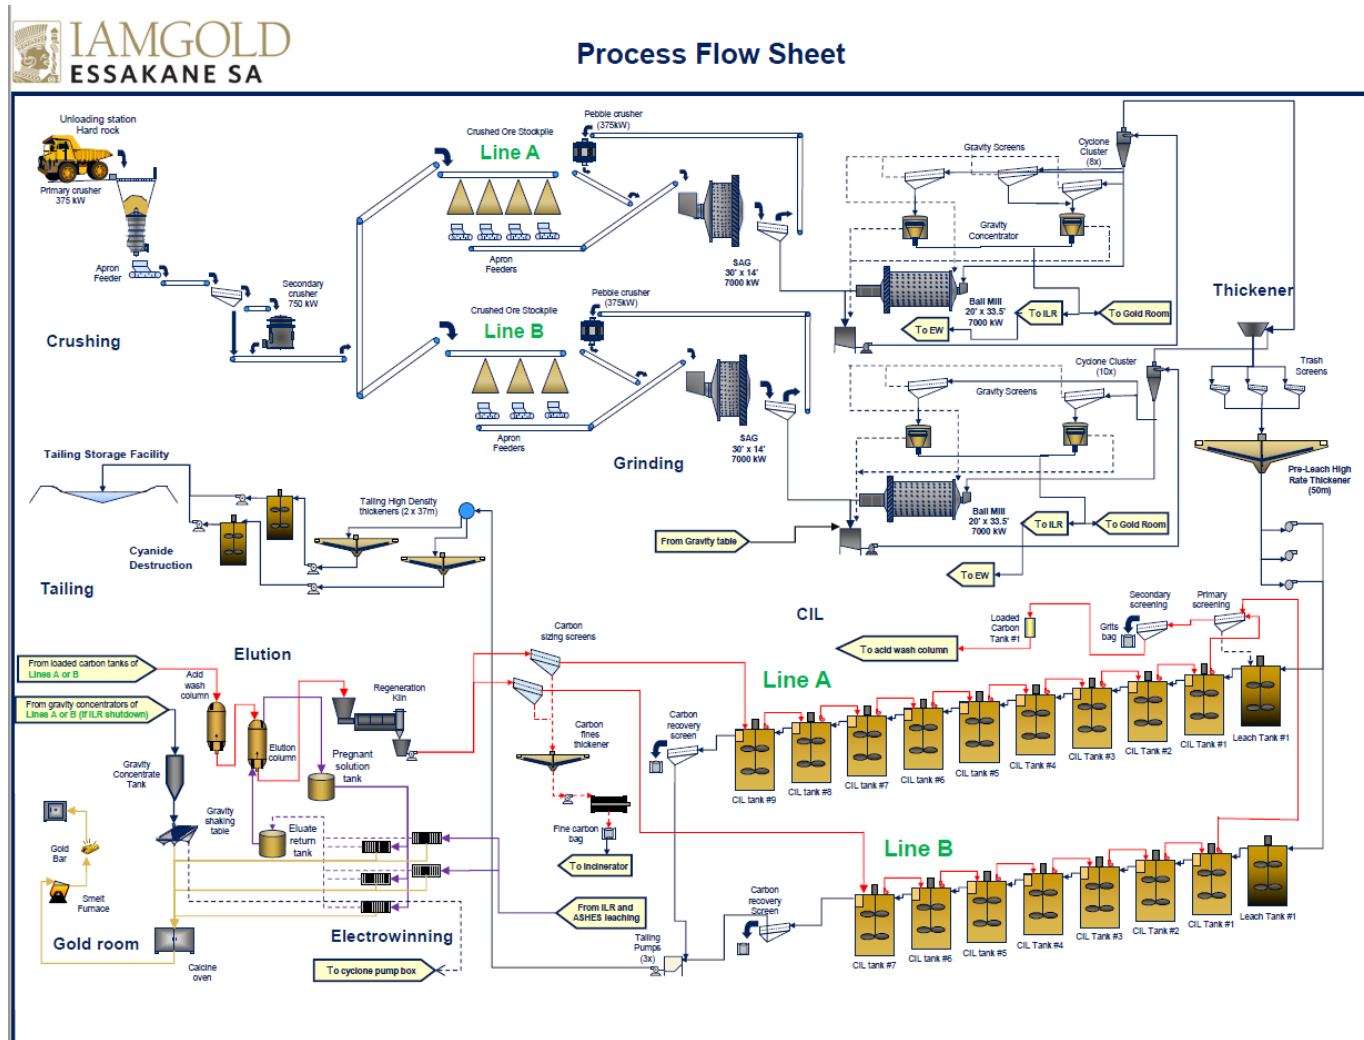 IAMGOLD
ESSAKANE SA
Process Flow Sheet
Unloading station
Hard rock
Primary crusher
375 kW
Apron
Feeder
Secondary
crusher
750 kW
Crushing
Crushed Ore Stockpile
Line A
Pebble crusher
(375kW)
Apron
Feeders
SAG
30' x 14'
7000 kW
Crushed Ore Stockpile
Line B
Pebble crusher
(375kW)
Apron
Feeders
SAG
30' x 14'
7000 kW
Grinding
Gravity Screens
Cyclone
Cluster
(8x)
Gravity
Concentrator
Ball Mill
20' x 33.5'
7000 kW
To EW
To ILR
To Gold Room
Cyclone Cluster
(10x)
Gravity Screens
Ball Mill
20' x 33.5'
7000 kW
To ILR
To Gold Room
To EW
From Gravity table
Thickener
Trash
Screens
Pre-Leach High
Rate Thickener
(50m)
Tailing Storage Facility
Tailing High Density
thickeners (2 x 37m)
Cyanide
Destruction
Tailing
CIL
Secondary
screening
Primary
screening
Loaded
Carbon
Tank #1
Grits
bag
To acid wash column
Line A
Carbon
recovery
screen
CIL tank #9
CIL tank #8
CIL tank #7
CIL tank #6
CIL tank #5
CIL Tank #4
CIL Tank #3
CIL Tank #2
CIL Tank #1
Leach Tank #1
Line B
Carbon
recovery
Screen
CIL tank #7
CIL tank #6
CIL tank #5
CIL Tank #4
CIL Tank #3
CIL Tank #2
CIL Tank #1
Leach Tank #1
Tailing
Pumps
(3x)
Elution
From loaded carbon tanks of
Lines A or B
From gravity concentrators of
Lines A or B (if ILR shutdown)
Acid
wash
column
Elution
column
Regeneration
Kiln
Carbon
sizing screens
Carbon
fines
thickener
Fine carbon
bag
To Incinerator
Pregnant
solution
tank
Gravity
Concentrate
Tank
Gravity
shaking
table
Eluate
return
tank
Gold
Bar
Smelt
Furnace
Gold room
Calcine
oven
Electrowinning
From ILR and
ASHES leaching
To cyclone pump box